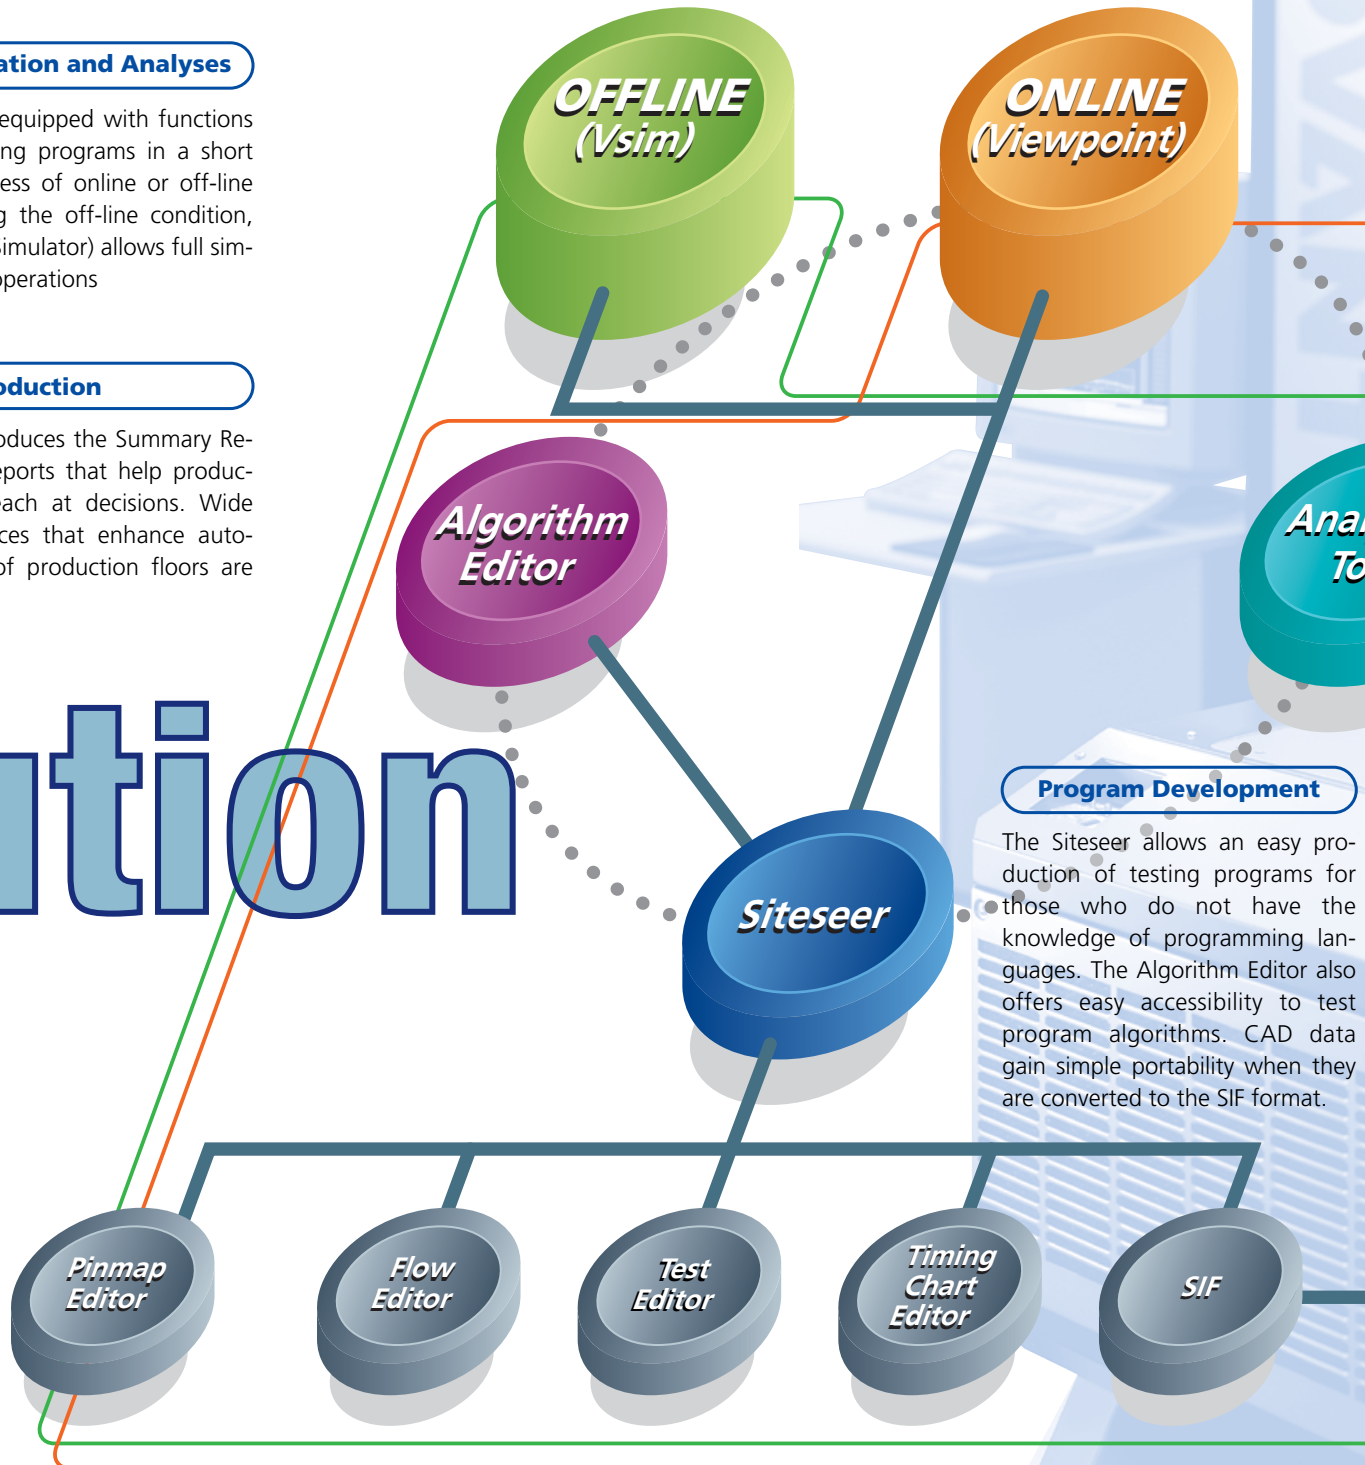 ation and Analyses
equipped with functions
ing programs in a short
ess of online or off-line
g the off-line condition,
Simulator) allows full sim-
operations
oduction
oduces the Summary Re-
eports that help produc-
each at decisions. Wide
ces that enhance auto-
of production floors are
ution
OFFLINE
(Vsim)
ONLINE
(Viewpoint)
Algorithm
Editor
Anal
To
Siteseer
Program Development
The Siteseer allows an easy pro-
duction of testing programs for
those who do not have the
knowledge of programming lan-
guages. The Algorithm Editor also
offers easy accessibility to test
program algorithms. CAD data
gain simple portability when they
are converted to the SIF format.
Pinmap
Editor
Flow
Editor
Test
Editor
Timing
Chart
Editor
SIF